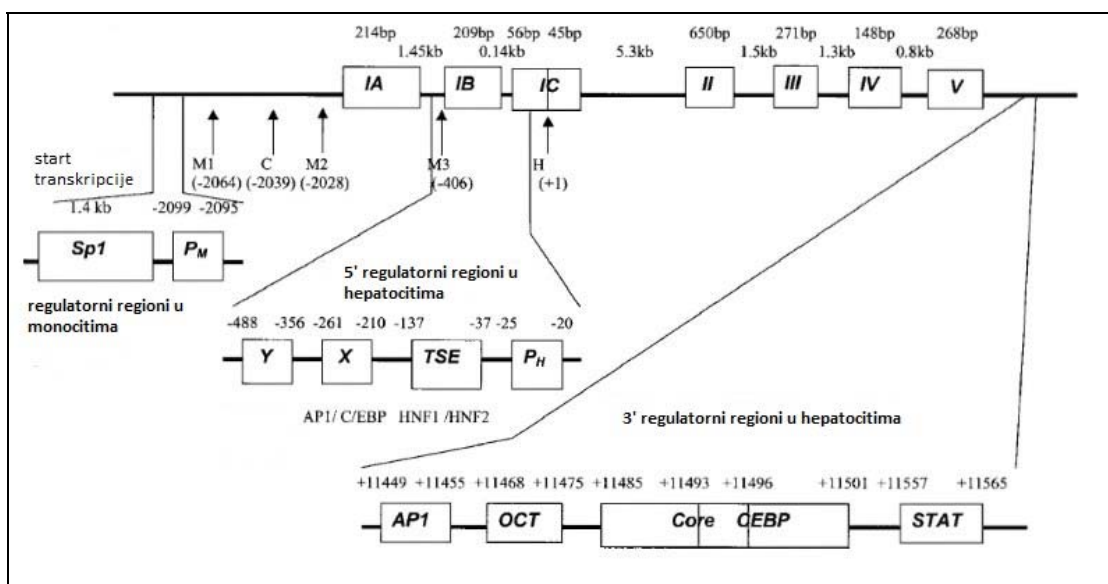 214bp 209bp 56bp 45bp 650bp 271bp 148bp 268bp
1.45kb 0.14kb 5.3kb 1.5kb 1.3kb 0.8kb
IA IB IC II III IV V
start
transkripcije
M1 C M2 M3 H
(-2064) (-2039) (-2028) (-406) (+1)
1.4 kb -2099 -2095
Sp1 PM
regulatorni regioni u
monocitima
5' regulatorni regioni u
hepatocitima
-488 -356 -261 -210 -137 -37 -25 -20
Y X TSE PH
AP1/ C/EBP HNF1 /HNF2
3' regulatorni regioni u hepatocitima
+11449 +11455 +11468 +11475 +11485 +11493 +11496 +11501 +11557 +11565
AP1 OCT Core CEBP STAT